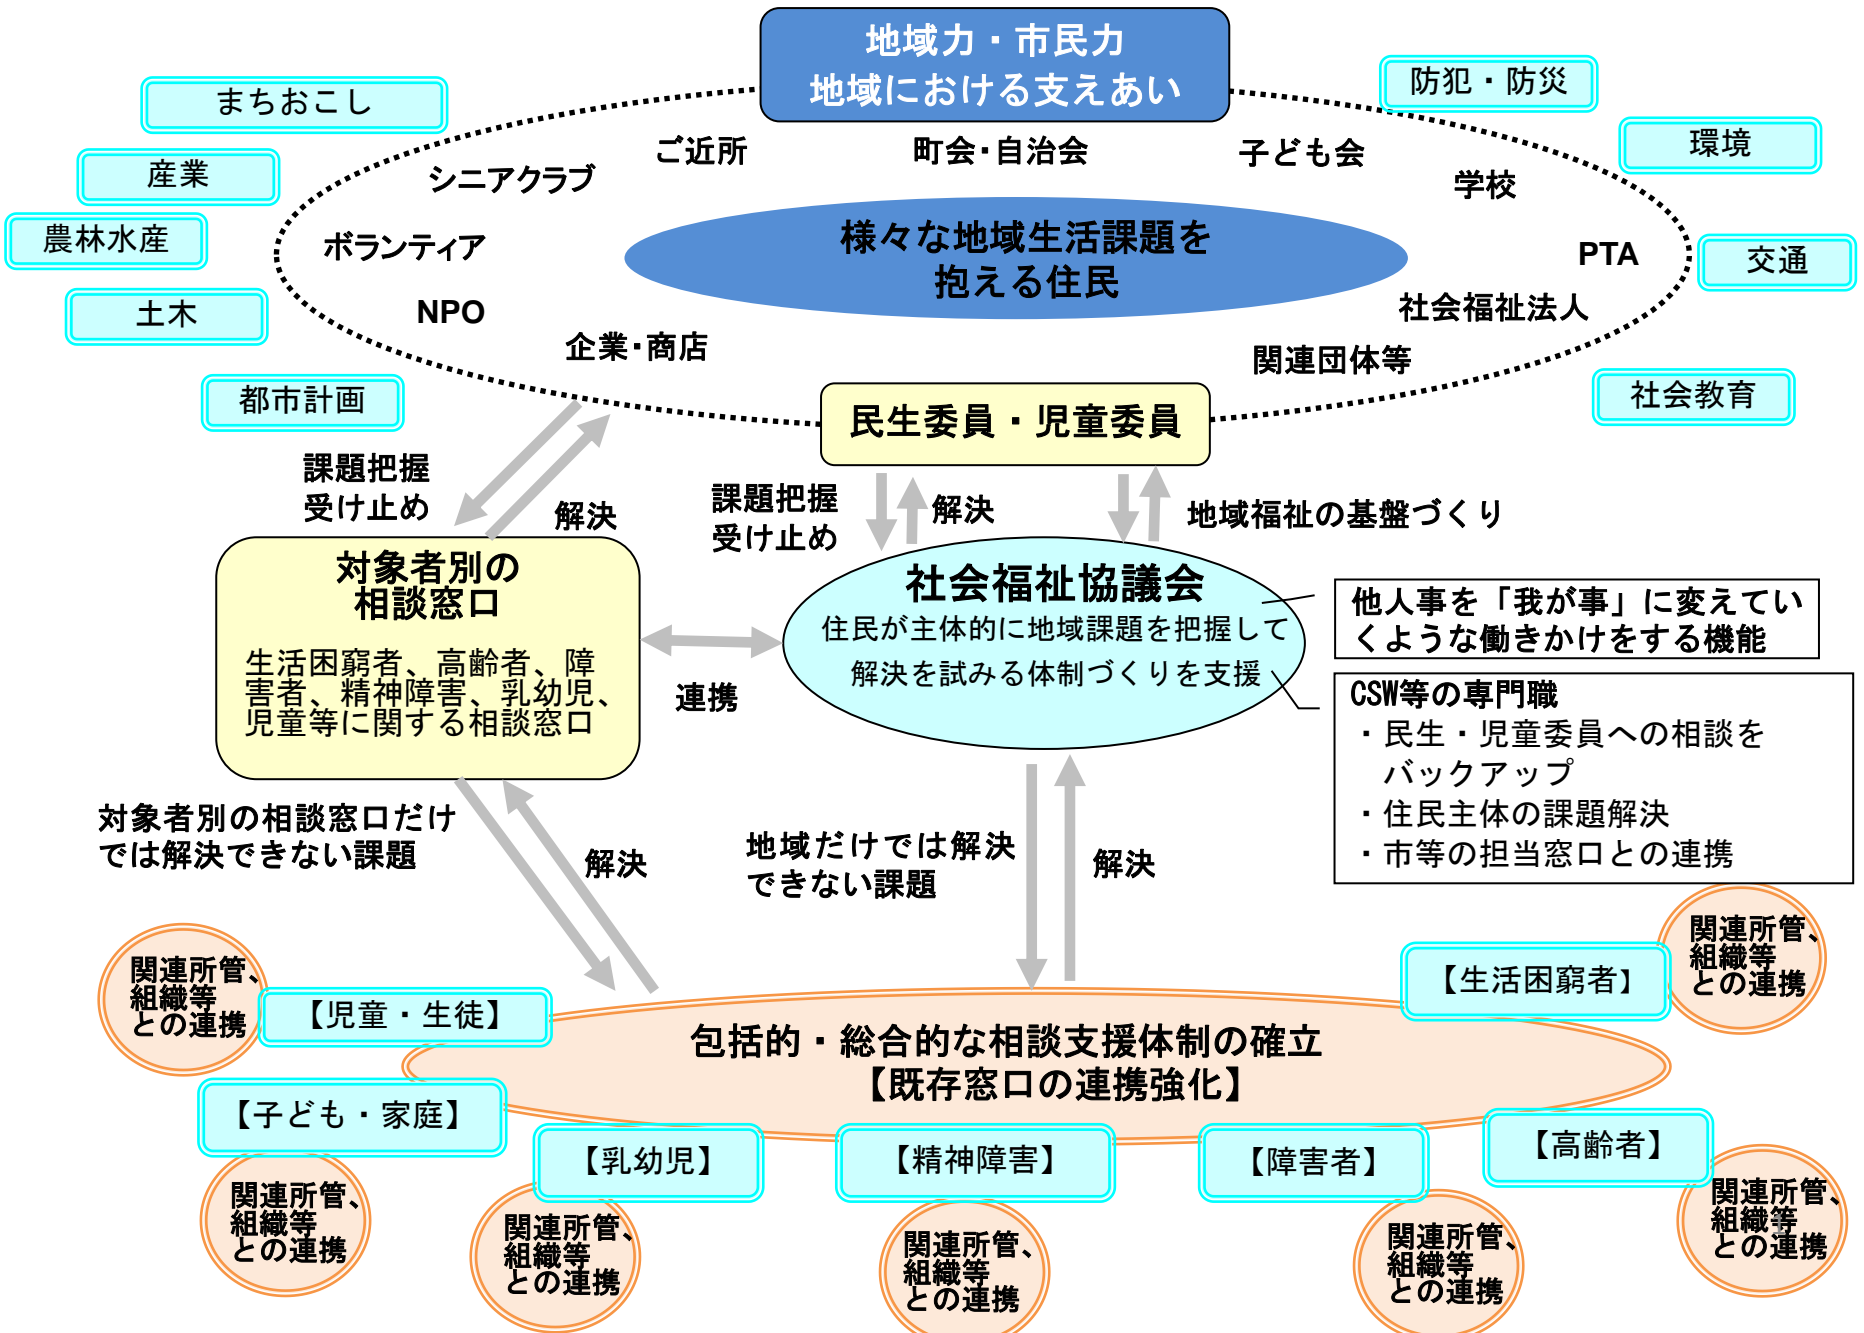 地域力・市民力
地域における支えあい
まちおこし
産業
農林水産
土木
都市計画
防犯・防災
環境
交通
社会教育
ご近所
町会・自治会
子ども会
シニアクラブ
学校
ボランティア
PTA
NPO
社会福祉法人
企業・商店
関連団体等
様々な地域生活課題を
抱える住民
民生委員・児童委員
課題把握
受け止め
解決
課題把握
受け止め
解決
地域福祉の基盤づくり
対象者別の
相談窓口
生活困窮者、高齢者、障
害者、精神障害、乳幼児、
児童等に関する相談窓口
連携
社会福祉協議会
住民が主体的に地域課題を把握して
解決を試みる体制づくりを支援
他人事を「我が事」に変えてい
くような働きかけをする機能
CSW等の専門職
・民生・児童委員への相談を
バックアップ
・住民主体の課題解決
・市等の担当窓口との連携
対象者別の相談窓口だけ
では解決できない課題
解決
地域だけでは解決
できない課題
解決
包括的・総合的な相談支援体制の確立
【既存窓口の連携強化】
関連所管、
組織等
との連携
【児童・生徒】
【生活困窮者】
関連所管、
組織等
との連携
【子ども・家庭】
関連所管、
組織等
との連携
【乳幼児】
関連所管、
組織等
との連携
【精神障害】
関連所管、
組織等
との連携
【障害者】
関連所管、
組織等
との連携
【高齢者】
関連所管、
組織等
との連携